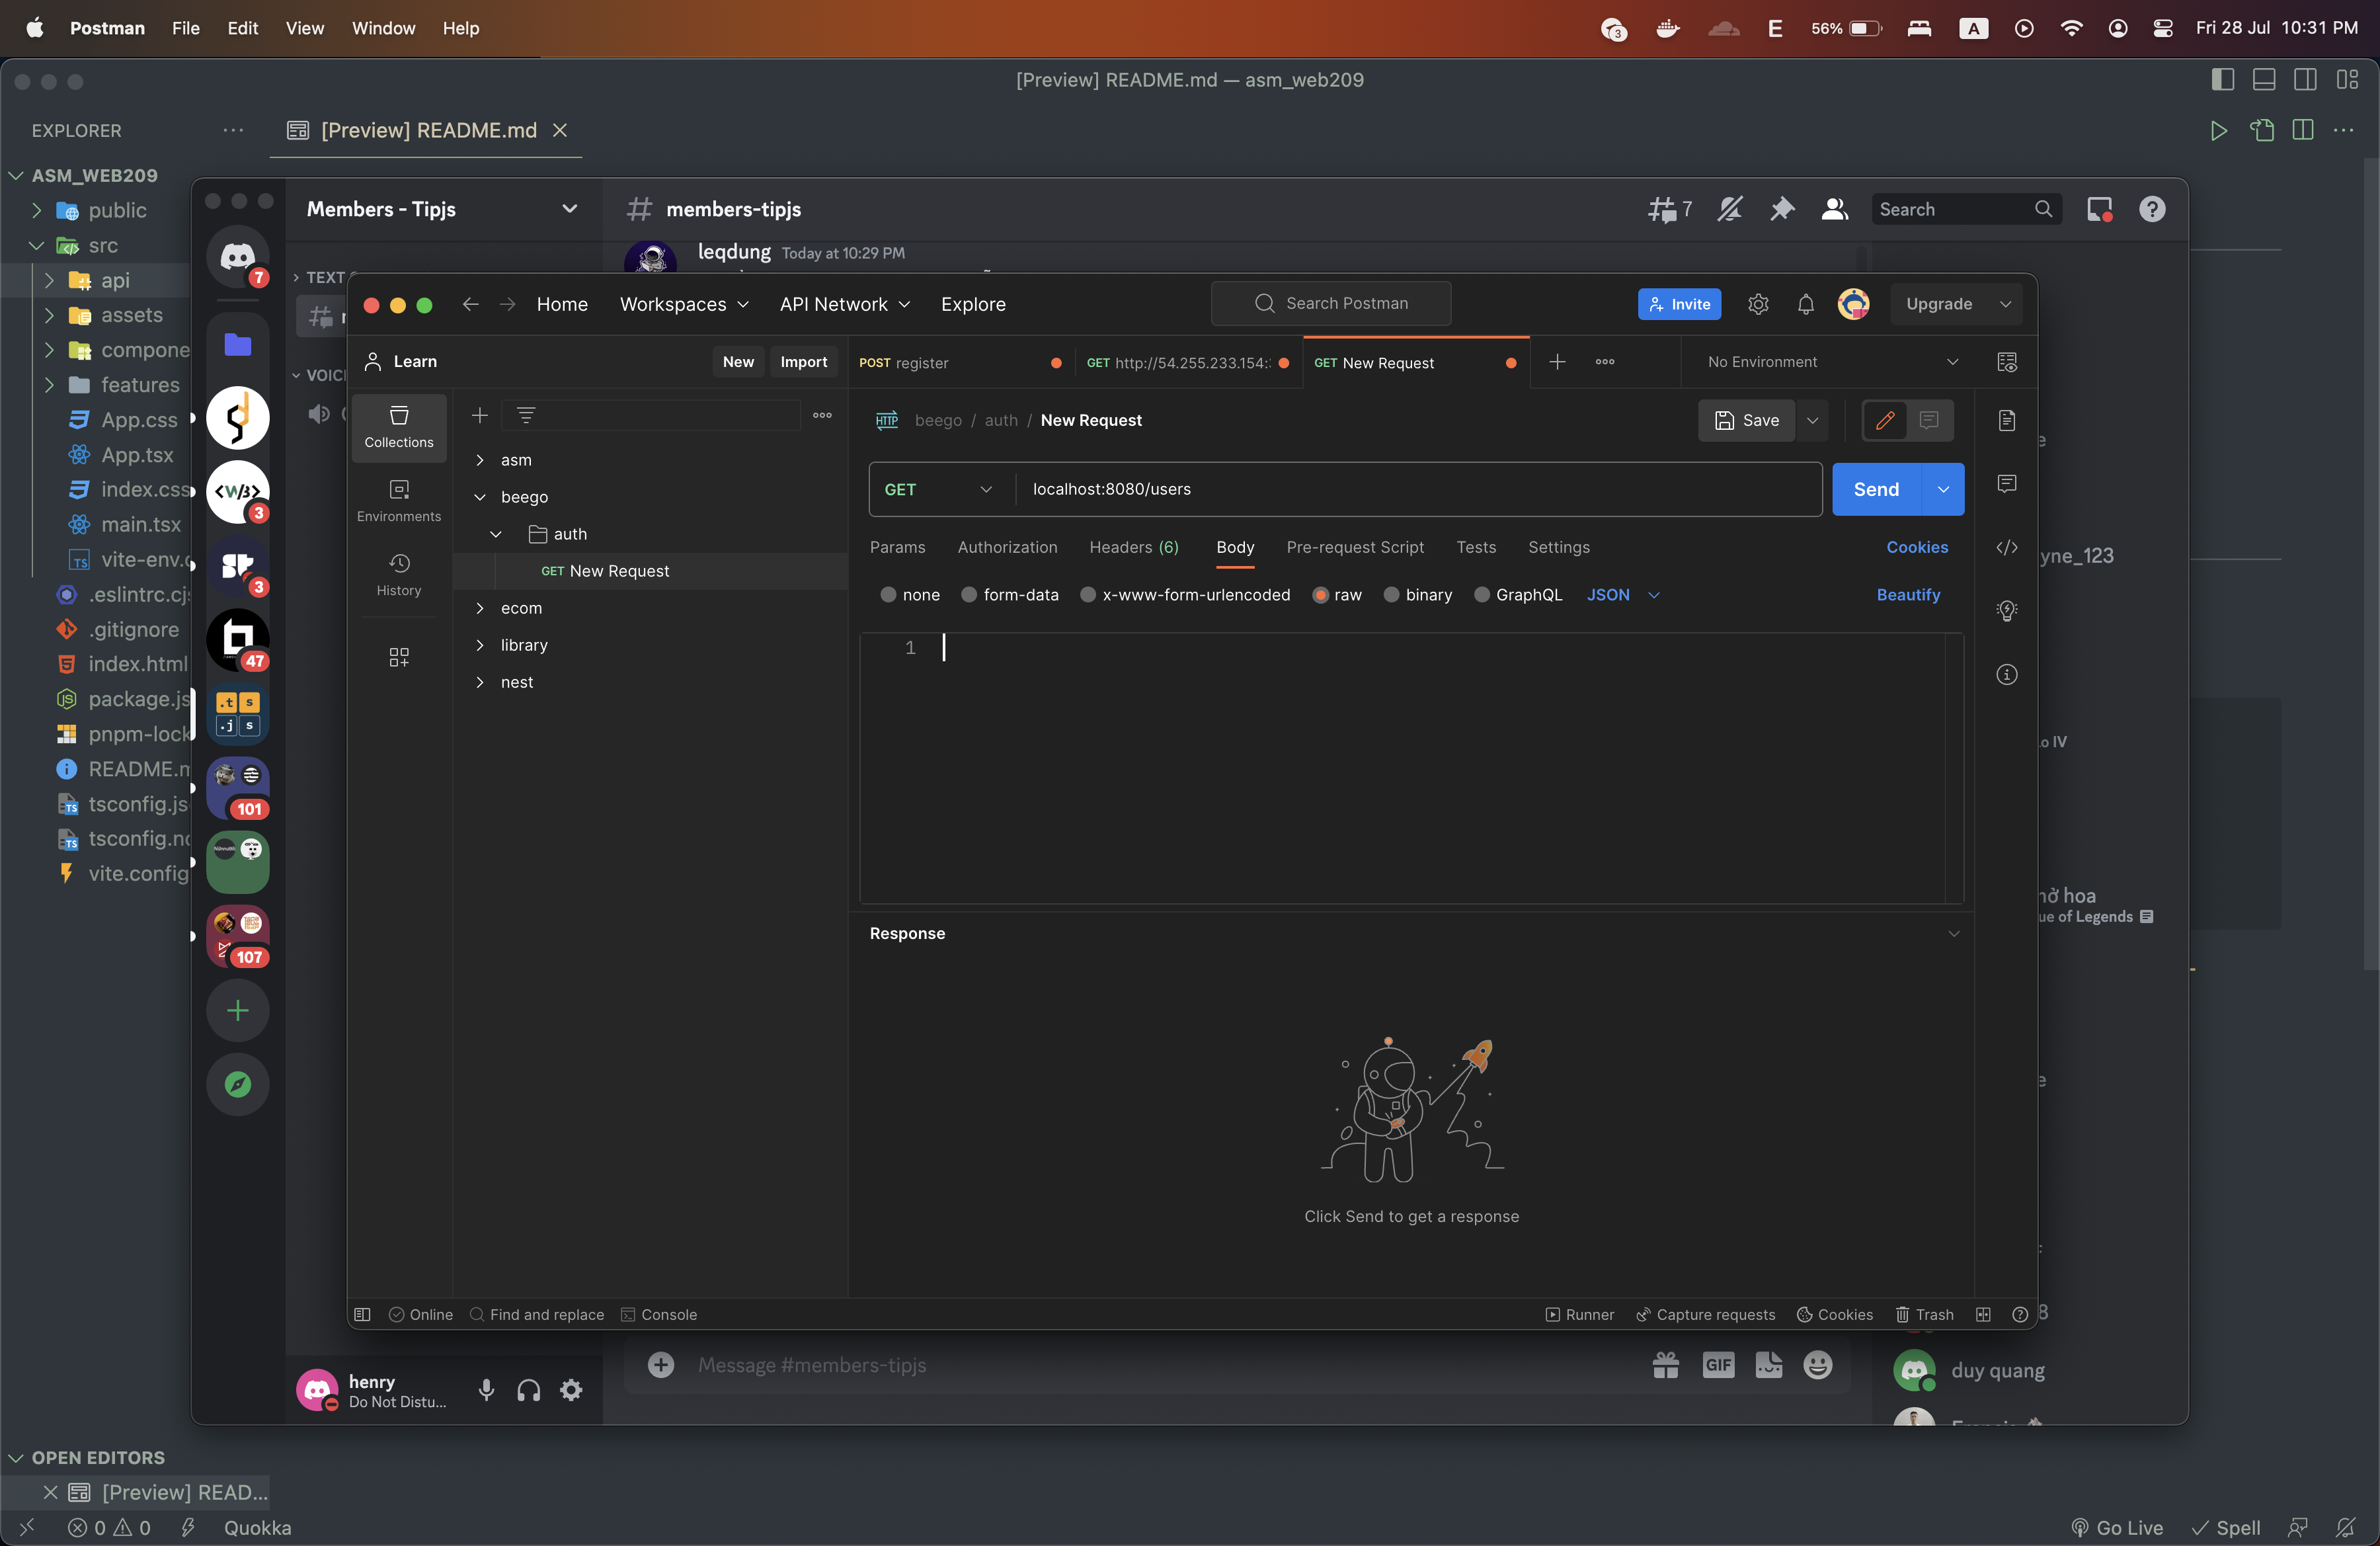 Postman File Edit View Window Help
3
E 56% A Fri 28 Jul 10:31 PM
[Preview] README.md — asm_web209
EXPLORER
[Preview] README.md
ASM_WEB209
public
src
api
assets
compone
features
App.css
App.tsx
index.css
main.tsx
vite-env.
.eslintrc.cjs
.gitignore
index.html
package.js
pnpm-lock
README.m
tsconfig.js
tsconfig.no
vite.config
OPEN EDITORS
[Preview] READ...
0 0 Quokka
Go Live Spell
7
3
<W/3>
3
47
.t s
.j s
101
107
Members - Tipjs
members-tipjs
7
Search
leqdung Today at 10:29 PM
TEXT
VOIC
Home Workspaces API Network Explore
Search Postman
Invite
Upgrade
Learn
New Import
POST register
GET http://54.255.233.154:
GET New Request
No Environment
Collections
Environments
History
asm
beego
auth
GET New Request
ecom
library
nest
HTTP beego / auth / New Request
Save
GET localhost:8080/users
Send
Params Authorization Headers (6) Body Pre-request Script Tests Settings
Cookies
none form-data x-www-form-urlencoded raw binary GraphQL JSON
Beautify
1
Response
Click Send to get a response
Online Find and replace Console
Runner Capture requests Cookies Trash
yne_123
o IV
nở hoa
ue of Legends
8
henry
Do Not Distu...
Message #members-tipjs
GIF
duy quang